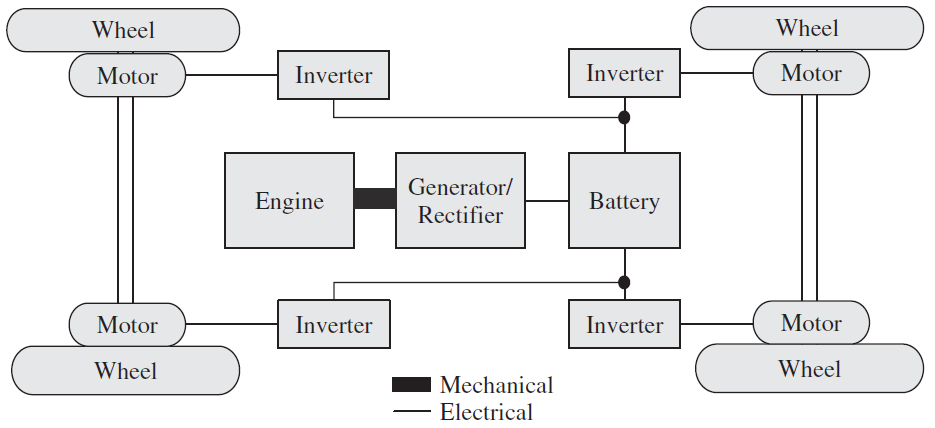 Wheel
Wheel
Motor
Inverter
Inverter
Motor
Engine
Generator/
Rectifier
Battery
Motor
Inverter
Inverter
Motor
Wheel
Wheel
Mechanical
Electrical